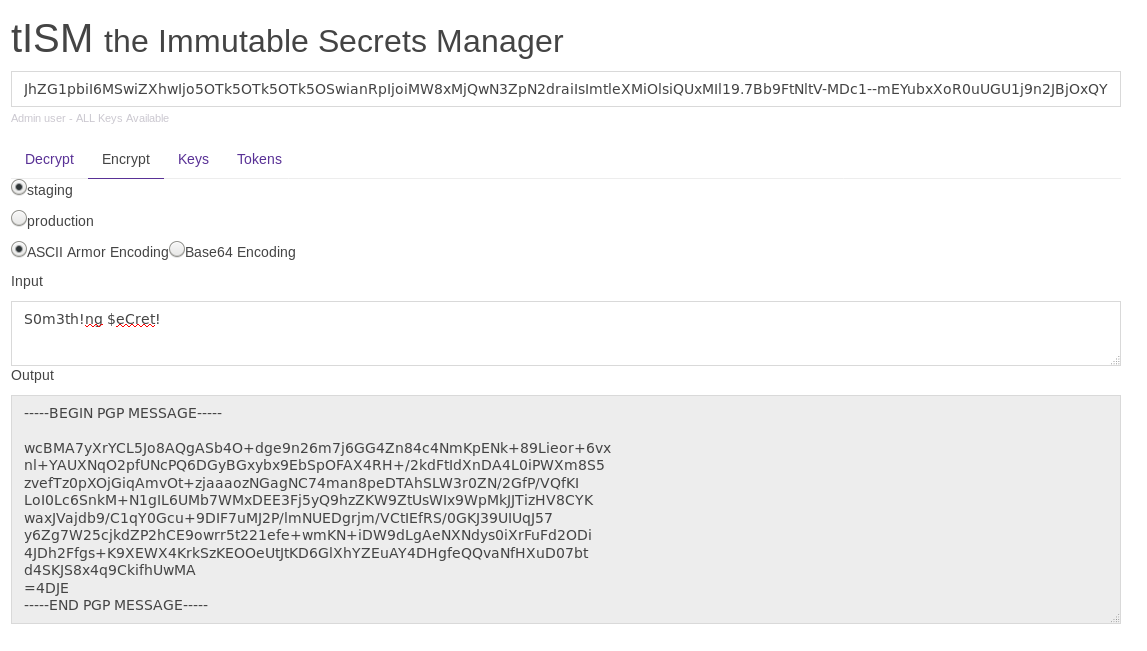 tISM the Immutable Secrets Manager
JhZG1pbiI6MSwiZXhwIjo5OTk5OTk5OTk5OSwianRpIjoiMW8xMjQwN3ZpN2draiIsImtleXMiOlsiQUxMIl19.7Bb9FtNltV-MDc1--mEYubxXoR0uUGU1j9n2JBjOxQY
Admin user - ALL Keys Available
Decrypt Encrypt Keys Tokens
staging
production
ASCII Armor Encoding Base64 Encoding
Input
S0m3th!ng $eCret!
Output
-----BEGIN PGP MESSAGE-----
wcBMA7yXrYCL5Jo8AQgASb4O+dge9n26m7j6GG4Zn84c4NmKpENk+89Lieor+6vx
nl+YAUXNqO2pfUNcPQ6DGyBGxybx9EbSpOFAX4RH+/2kdFtIdXnDA4L0iPWXm8S5
zvefTz0pXOjGiqAmvOt+zjaaaozNGagNC74man8peDTAhSLW3r0ZN/2GfP/VQfKI
LoI0Lc6SnkM+N1gIL6UMb7WMxDEE3Fj5yQ9hzZKW9ZtUsWIx9WpMkJJTizHV8CYK
waxJVajdb9/C1qY0Gcu+9DIF7uMJ2P/lmNUEDgrjm/VCtIEfRS/0GKJ39UIUqJ57
y6Zg7W25cjkdZP2hCE9owrr5t221efe+wmKN+iDW9dLgAeNXNdys0iXrFuFd2ODi
4JDh2Ffgs+K9XEWX4KrkSzKEOOeUtJtKD6GlXhYZEuAY4DHgfeQQvaNfHXuD07bt
d4SKJS8x4q9CkifhUwMA
=4DJE
-----END PGP MESSAGE-----